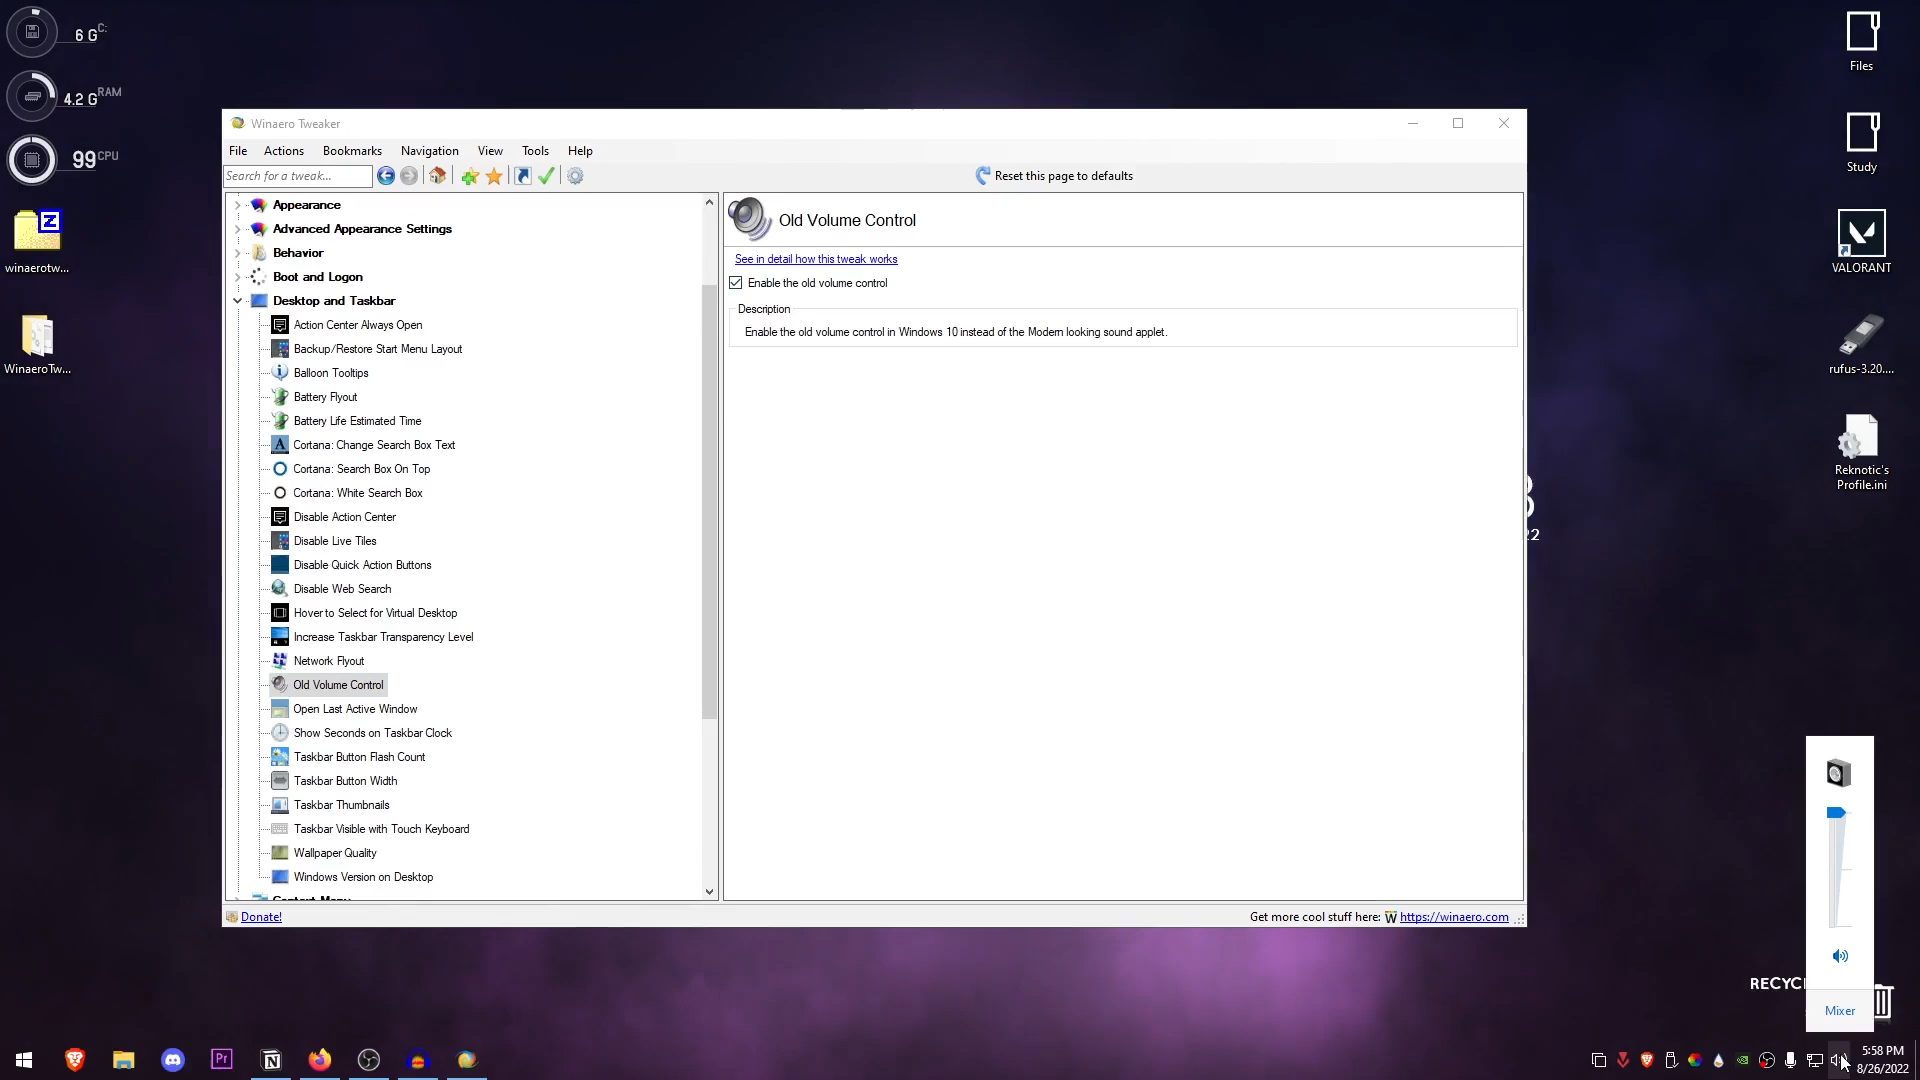 6 G C:
4.2 G RAM
99 CPU
winaerotw...
WinaeroTw...
Winaero Tweaker
File Actions Bookmarks Navigation View Tools Help
Search for a tweak...
Reset this page to defaults
Appearance
Advanced Appearance Settings
Behavior
Boot and Logon
Desktop and Taskbar
Action Center Always Open
Backup/Restore Start Menu Layout
Balloon Tooltips
Battery Flyout
Battery Life Estimated Time
Cortana: Change Search Box Text
Cortana: Search Box On Top
Cortana: White Search Box
Disable Action Center
Disable Live Tiles
Disable Quick Action Buttons
Disable Web Search
Hover to Select for Virtual Desktop
Increase Taskbar Transparency Level
Network Flyout
Old Volume Control
Open Last Active Window
Show Seconds on Taskbar Clock
Taskbar Button Flash Count
Taskbar Button Width
Taskbar Thumbnails
Taskbar Visible with Touch Keyboard
Wallpaper Quality
Windows Version on Desktop
Context Menu
Old Volume Control
See in detail how this tweak works
Enable the old volume control
Description
Enable the old volume control in Windows 10 instead of the Modern looking sound applet.
Donate!
Get more cool stuff here: W https://winaero.com
Files
Study
VALORANT
rufus-3.20....
Reknotic's
Profile.ini
22
RECYC
Mixer
Pr
5:58 PM
8/26/2022